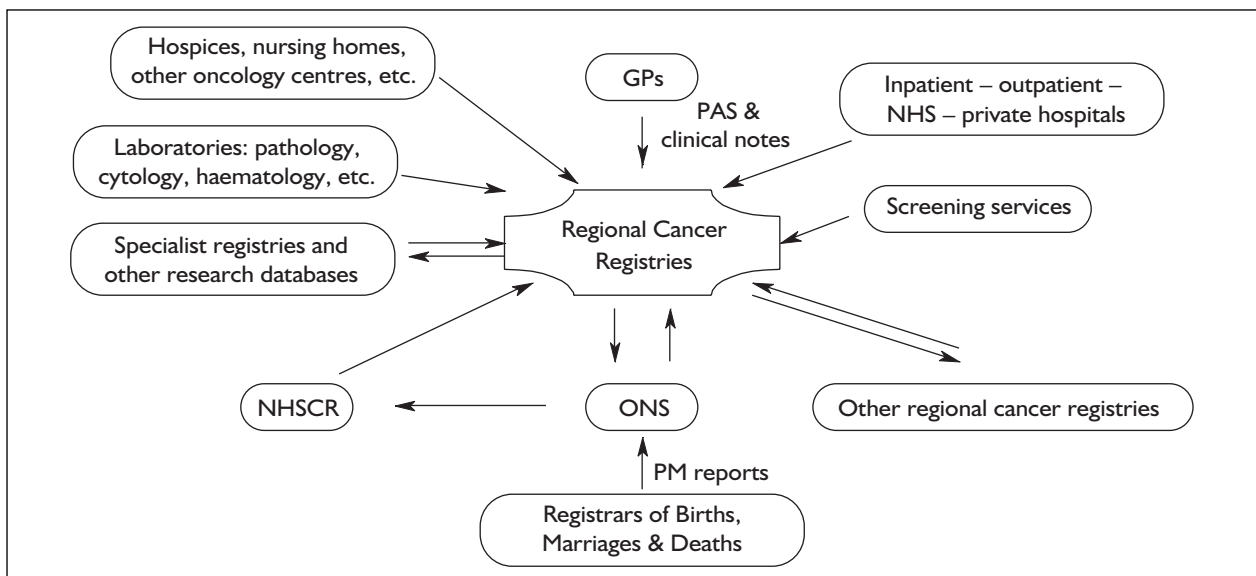 Hospices, nursing homes,
other oncology centres, etc.
GPs
PAS &
clinical notes
Inpatient – outpatient –
NHS – private hospitals
Laboratories: pathology,
cytology, haematology, etc.
Regional Cancer
Registries
Screening services
Specialist registries and
other research databases
NHSCR
ONS
Other regional cancer registries
PM reports
Registrars of Births,
Marriages & Deaths